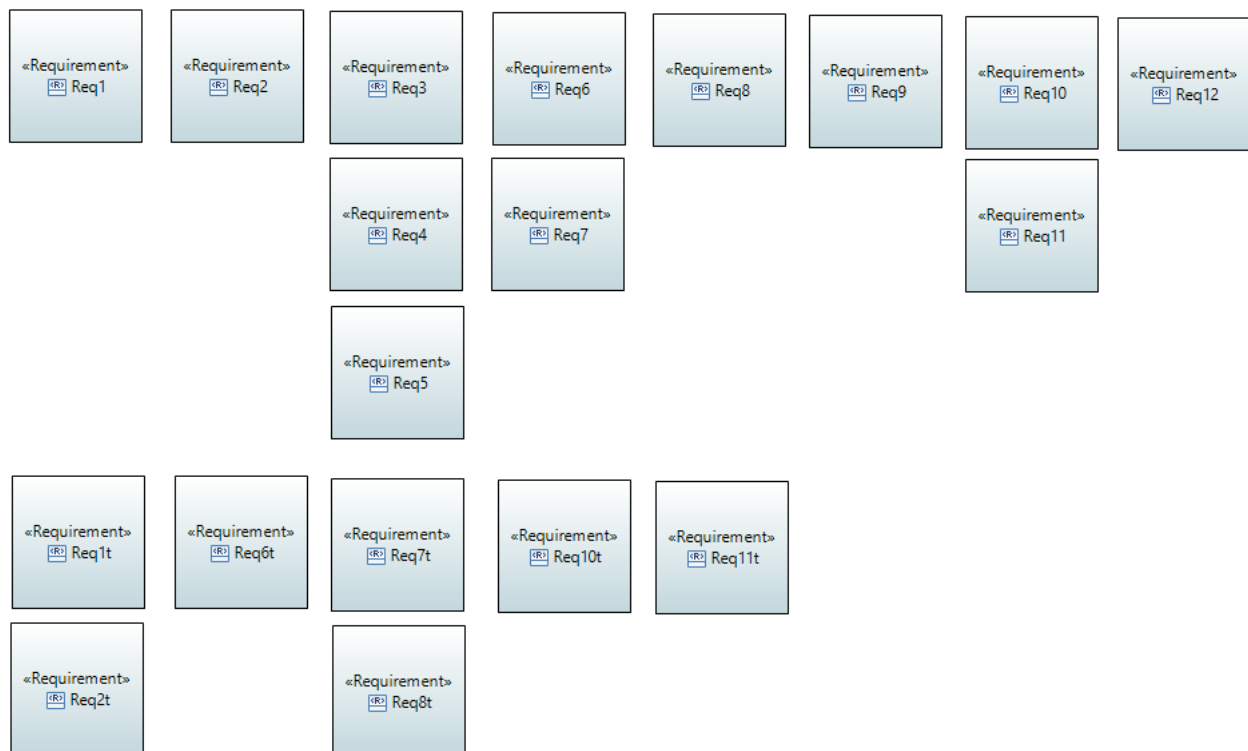 «Requirement»
Req1
«Requirement»
Req2
«Requirement»
Req3
«Requirement»
Req6
«Requirement»
Req8
«Requirement»
Req9
«Requirement»
Req10
«Requirement»
Req12
«Requirement»
Req4
«Requirement»
Req7
«Requirement»
Req11
«Requirement»
Req5
«Requirement»
Req1t
«Requirement»
Req6t
«Requirement»
Req7t
«Requirement»
Req10t
«Requirement»
Req11t
«Requirement»
Req2t
«Requirement»
Req8t